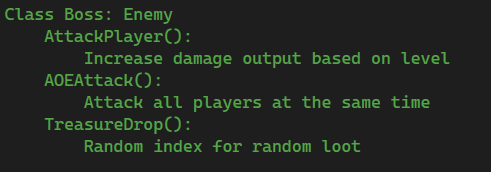 Class Boss: Enemy
AttackPlayer():
Increase damage output based on level
AOEAttack():
Attack all players at the same time
TreasureDrop():
Random index for random loot